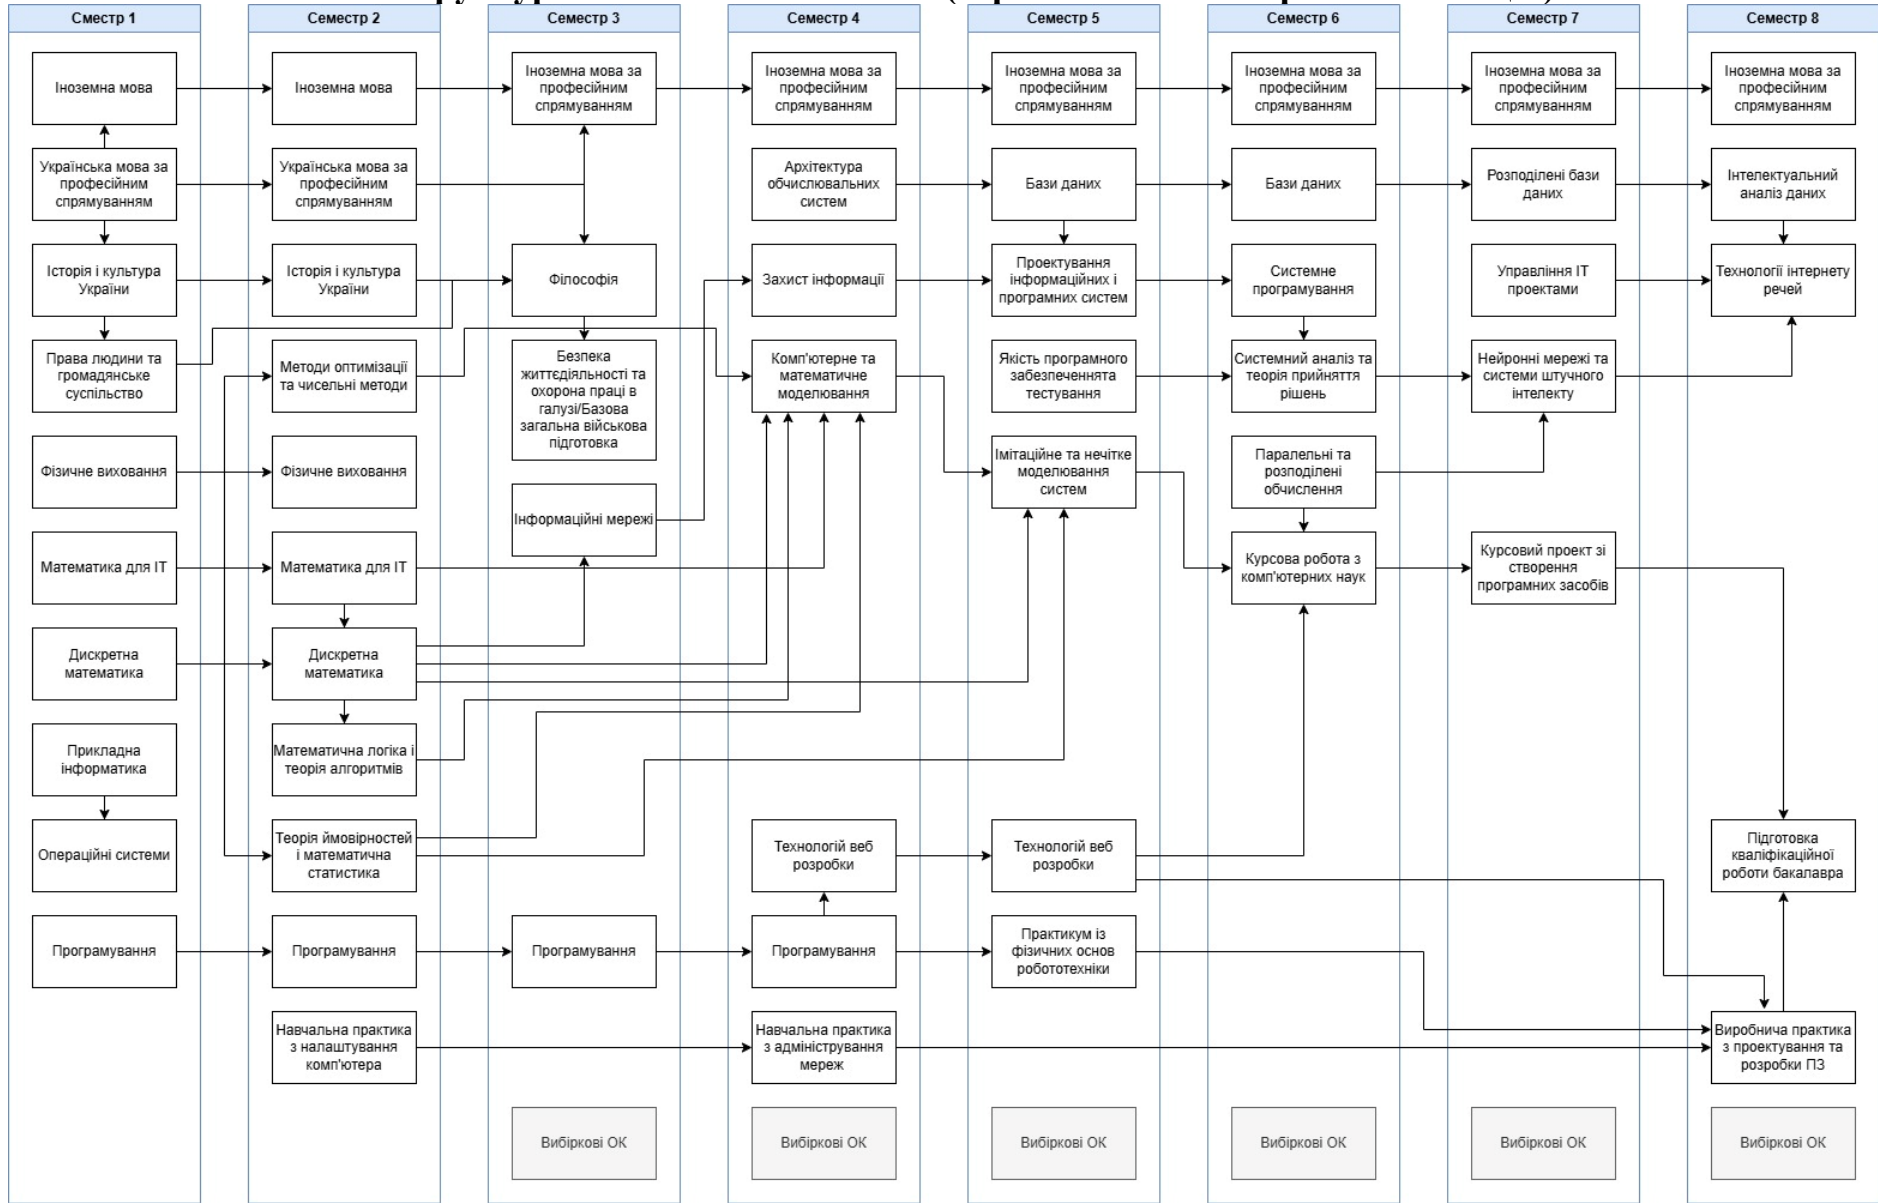 Сместр 1
Семестр 2
Семестр 3
Семестр 4
Семестр 5
Семестр 6
Семестр 7
Семестр 8
Іноземна мова
Українська мова за
професійним
спрямуванням
Історія і культура
України
Права людини та
громадянське
суспільство
Фізичне виховання
Математика для ІТ
Дискретна
математика
Прикладна
інформатика
Операційні системи
Програмування
Іноземна мова
Українська мова за
професійним
спрямуванням
Історія і культура
України
Методи оптимізації
та чисельні методи
Фізичне виховання
Математика для ІТ
Дискретна
математика
Математична логіка і
теорія алгоритмів
Теорія ймовірностей
і математична
статистика
Програмування
Навчальна практика
з налаштування
комп'ютера
Іноземна мова за
професійним
спрямуванням
Філософія
Безпека
життєдіяльності та
охорона праці в
галузі/Базова
загальна військова
підготовка
Інформаційні мережі
Програмування
Вибіркові ОК
Іноземна мова за
професійним
спрямуванням
Архітектура
обчислювальних
систем
Захист інформації
Комп'ютерне та
математичне
моделювання
Технологій веб
розробки
Програмування
Навчальна практика
з адміністрування
мереж
Вибіркові ОК
Іноземна мова за
професійним
спрямуванням
Бази даних
Проектування
інформаційних і
програмних систем
Якість програмного
забезпеченнята
тестування
Імітаційне та нечітке
моделювання
систем
Технологій веб
розробки
Практикум із
фізичних основ
робототехніки
Вибіркові ОК
Іноземна мова за
професійним
спрямуванням
Бази даних
Системне
програмування
Системний аналіз та
теорія прийняття
рішень
Паралельні та
розподілені
обчислення
Курсова робота з
комп'ютерних наук
Вибіркові ОК
Іноземна мова за
професійним
спрямуванням
Розподілені бази
даних
Управління ІТ
проектами
Нейронні мережі та
системи штучного
інтелекту
Курсовий проект зі
створення
програмних засобів
Вибіркові ОК
Іноземна мова за
професійним
спрямуванням
Інтелектуальний
аналіз даних
Технології інтернету
речей
Підготовка
кваліфікаційної
роботи бакалавра
Виробнича практика
з проектування та
розробки ПЗ
Вибіркові ОК